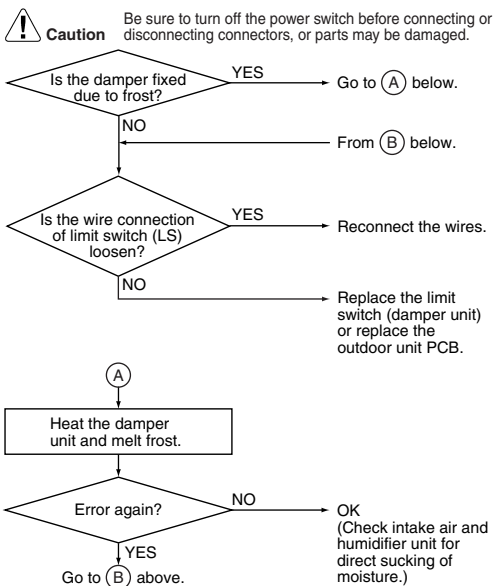 Be sure to turn off the power switch before connecting or
Caution disconnecting connectors, or parts may be damaged.
Is the damper fixed
due to frost?
YES
Go to A below.
NO
From B below.
Is the wire connection
of limit switch (LS)
loosen?
YES
Reconnect the wires.
NO
Replace the limit
switch (damper unit)
or replace the
outdoor unit PCB.
A
Heat the damper
unit and melt frost.
Error again?
NO
OK
(Check intake air and
humidifier unit for
direct sucking of
moisture.)
YES
Go to B above.